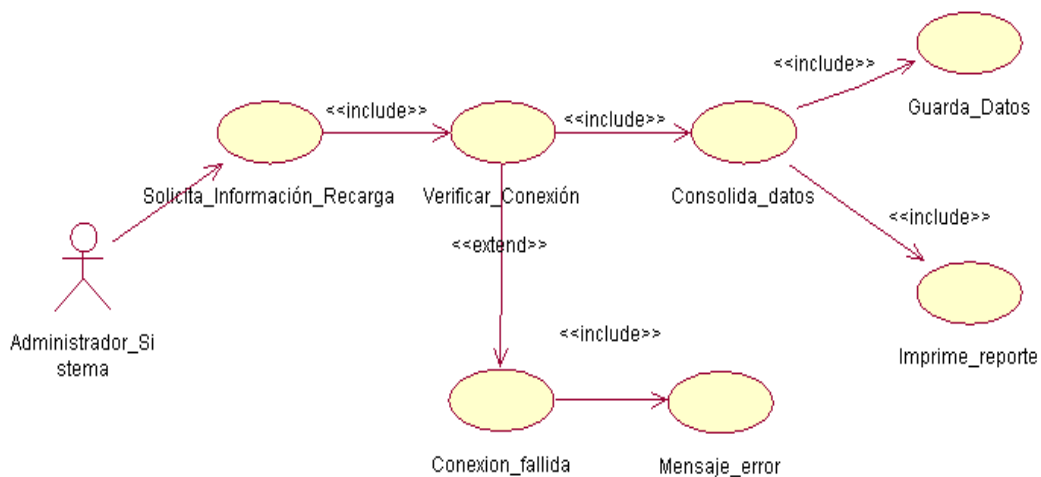 <<include>>
Guarda_Datos
<<include>>
<<include>>
Solicita_Información_Recarga
Verificar_Conexión
Consolida_datos
<<include>>
<<extend>>
Administrador_Si
stema
<<include>>
Imprime_reporte
Conexion_fallida
Mensaje_error